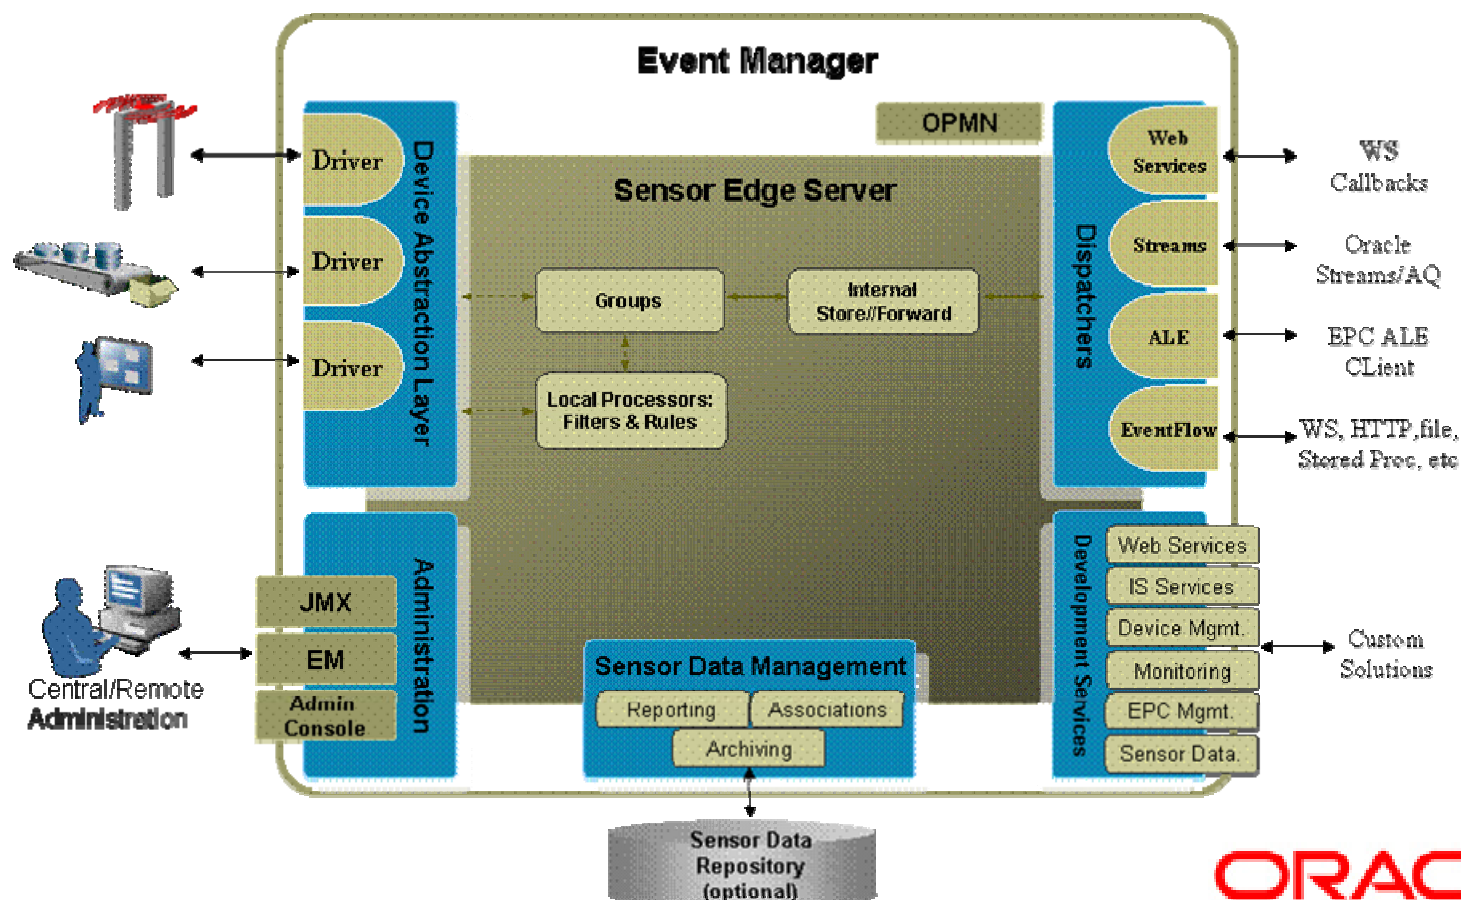 Event Manager
OPMN
Sensor Edge Server
Device Abstraction Layer
Driver
Driver
Driver
Groups
Internal
Store//Forward
Local Processors:
Filters & Rules
Dispatchers
Web
Services
Streams
ALE
EventFlow
WS
Callbacks
Oracle
Streams/AQ
EPC ALE
CLient
WS, HTTP,file,
Stored Proc, etc
Administration
JMX
EM
Admin
Console
Central/Remote
Administration
Sensor Data Management
Reporting
Associations
Archiving
Development Services
Web Services
IS Services
Device Mgmt.
Monitoring
EPC Mgmt.
Sensor Data.
Custom
Solutions
Sensor Data
Repository
(optional)
ORAC